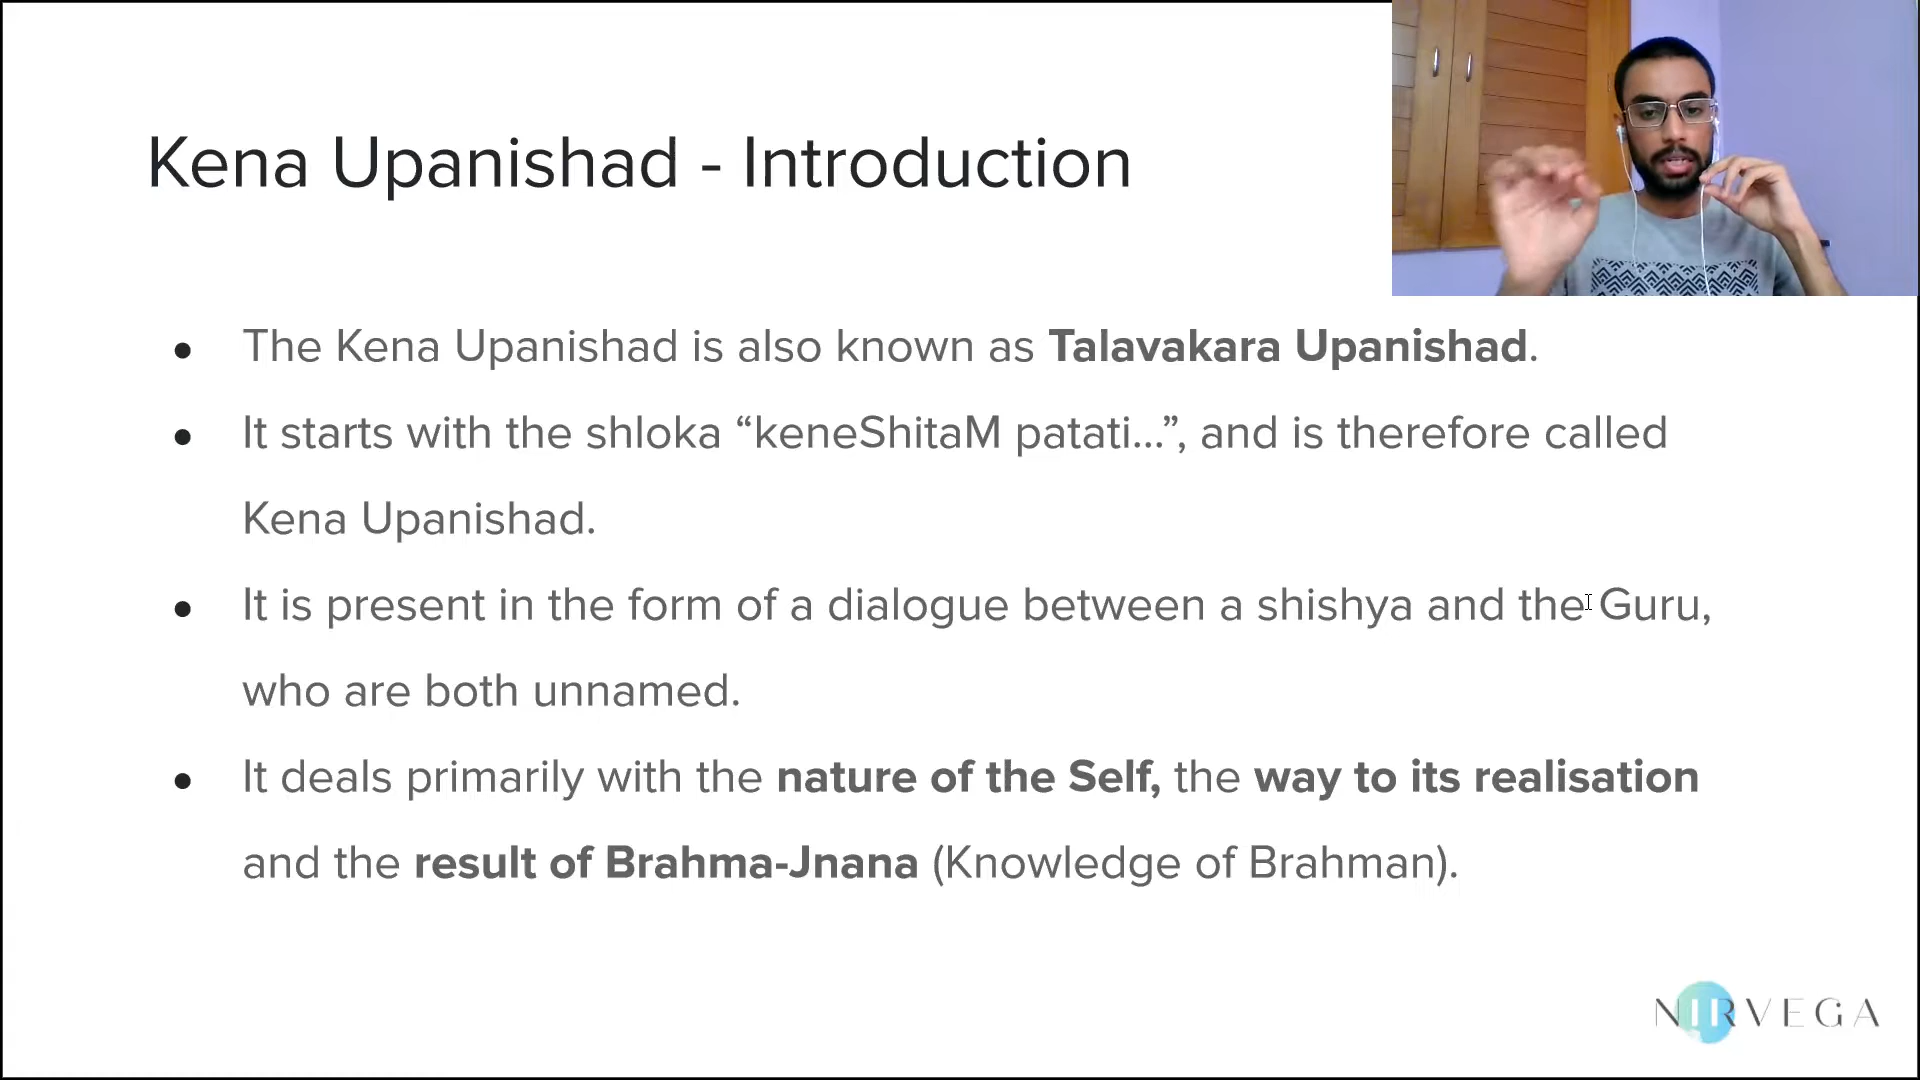 Kena Upanishad - Introduction
● The Kena Upanishad is also known as Talavakara Upanishad.
● It starts with the shloka “keneShitaM patati...”, and is therefore called
Kena Upanishad.
● It is present in the form of a dialogue between a shishya and the Guru,
who are both unnamed.
● It deals primarily with the nature of the Self, the way to its realisation
and the result of Brahma-Jnana (Knowledge of Brahman).
NIRVEGA